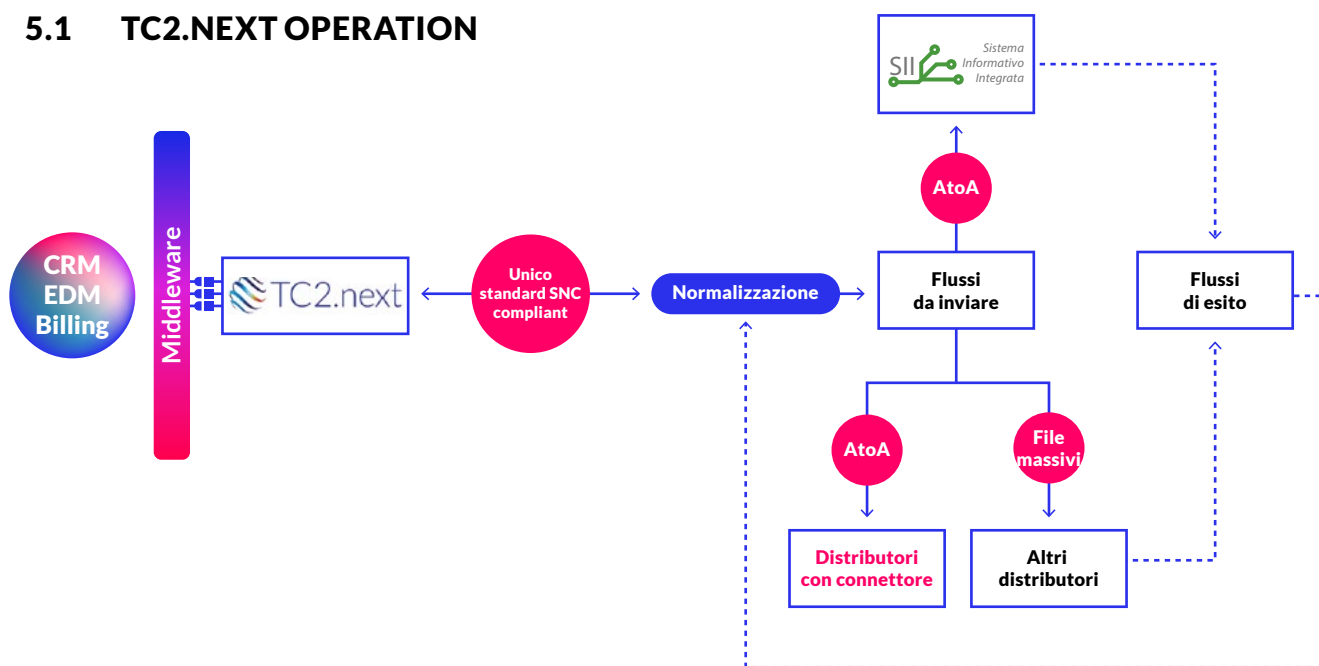 5.1 TC2.NEXT OPERATION
SII
Sistema
Informativo
Integrata
AtoA
CRM
EDM
Billing
Middleware
TC2.next
Unico
standard SNC
compliant
Normalizzazione
Flussi
da inviare
Flussi
di esito
AtoA
File
massivi
Distributori
con connettore
Altri
distributori